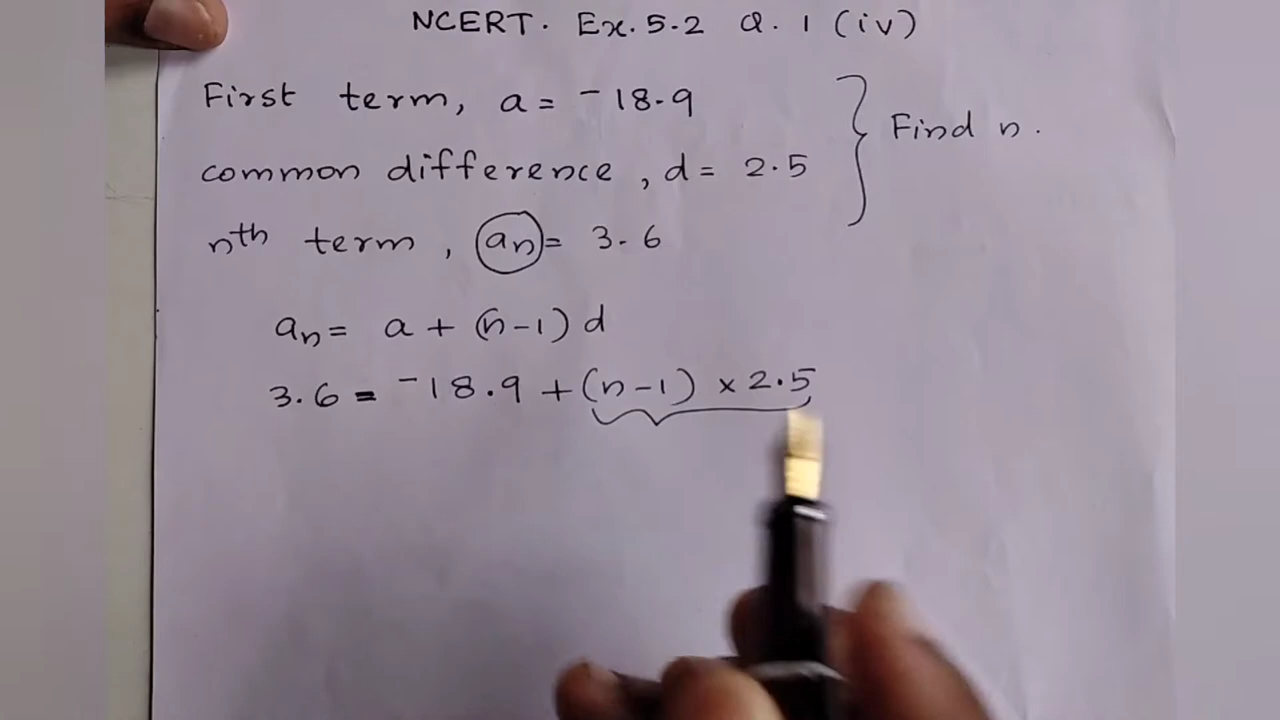 NCERT. Ex. 5.2 Q. 1 (iv)
First term, a = -18.9
common difference, d = 2.5
Find n.
nth term, an = 3.6
an = a + (n-1) d
3.6 = -18.9 + (n-1) × 2.5